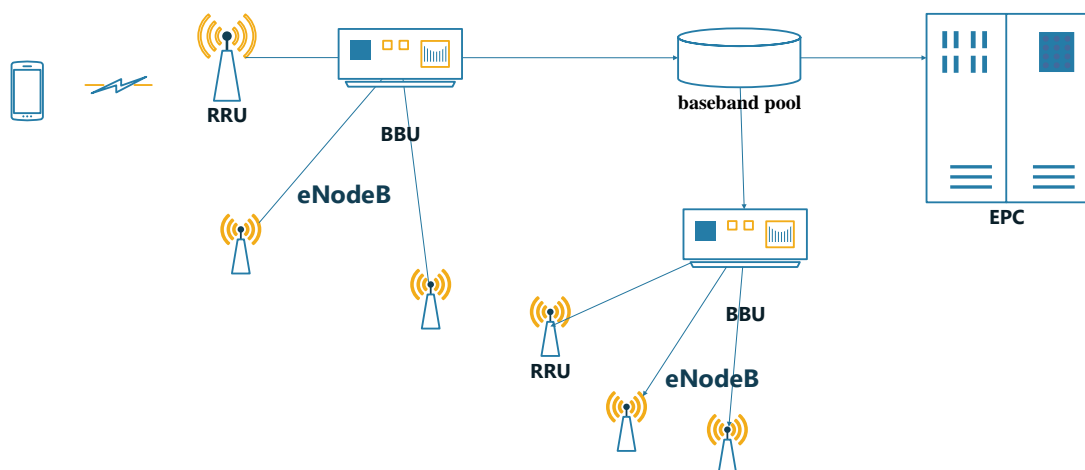 RRU
baseband pool
BBU
eNodeB
EPC
BBU
RRU
eNodeB